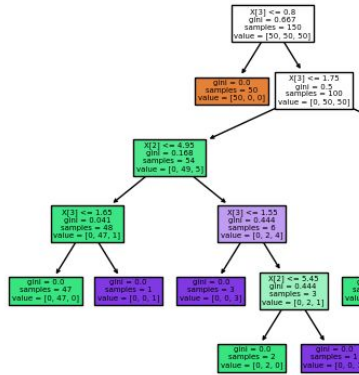 X[3] <= 0.8
gini = 0.667
samples = 150
value = [50, 50, 50]
gini = 0.0
samples = 50
value = [50, 0, 0]
X[3] <= 1.75
gini = 0.5
samples = 100
value = [0, 50, 50]
X[2] <= 4.95
gini = 0.168
samples = 54
value = [0, 49, 5]
X[3] <= 1.65
gini = 0.041
samples = 48
value = [0, 47, 1]
X[3] <= 1.55
gini = 0.444
samples = 6
value = [0, 2, 4]
gini = 0.0
samples = 47
value = [0, 47, 0]
gini = 0.0
samples = 1
value = [0, 0, 1]
gini = 0.0
samples = 3
value = [0, 0, 3]
X[2] <= 5.45
gini = 0.444
samples = 3
value = [0, 2, 1]
gini = 0.0
samples = 2
value = [0, 2, 0]
gini = 0.0
samples = 1
value = [0, 0,